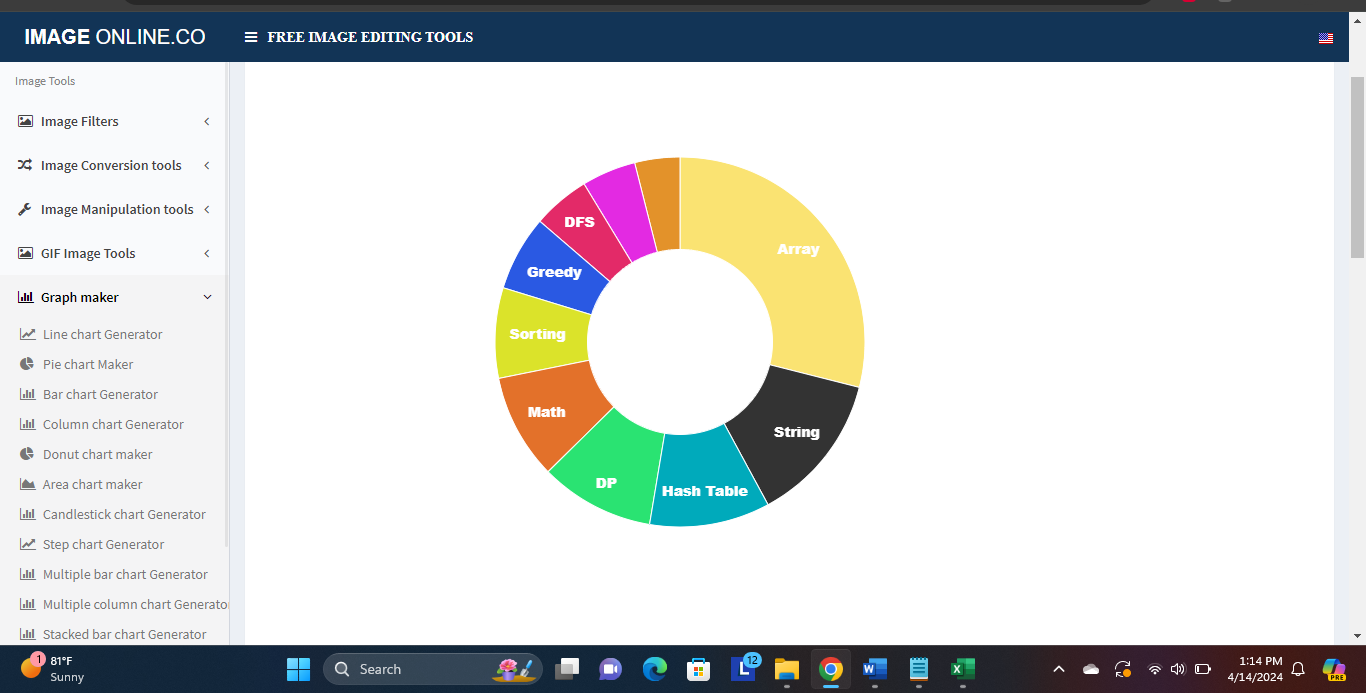 IMAGE ONLINE.CO
FREE IMAGE EDITING TOOLS
Image Tools
Image Filters
Image Conversion tools
Image Manipulation tools
GIF Image Tools
Graph maker
Line chart Generator
Pie chart Maker
Bar chart Generator
Column chart Generator
Donut chart maker
Area chart maker
Candlestick chart Generator
Step chart Generator
Multiple bar chart Generator
Multiple column chart Generato
Stacked bar chart Generator
DFS
Array
Greedy
Sorting
Math
String
DP
Hash Table
1
81°F
Sunny
Search
L
12
W
X
1:14 PM
4/14/2024
PRE